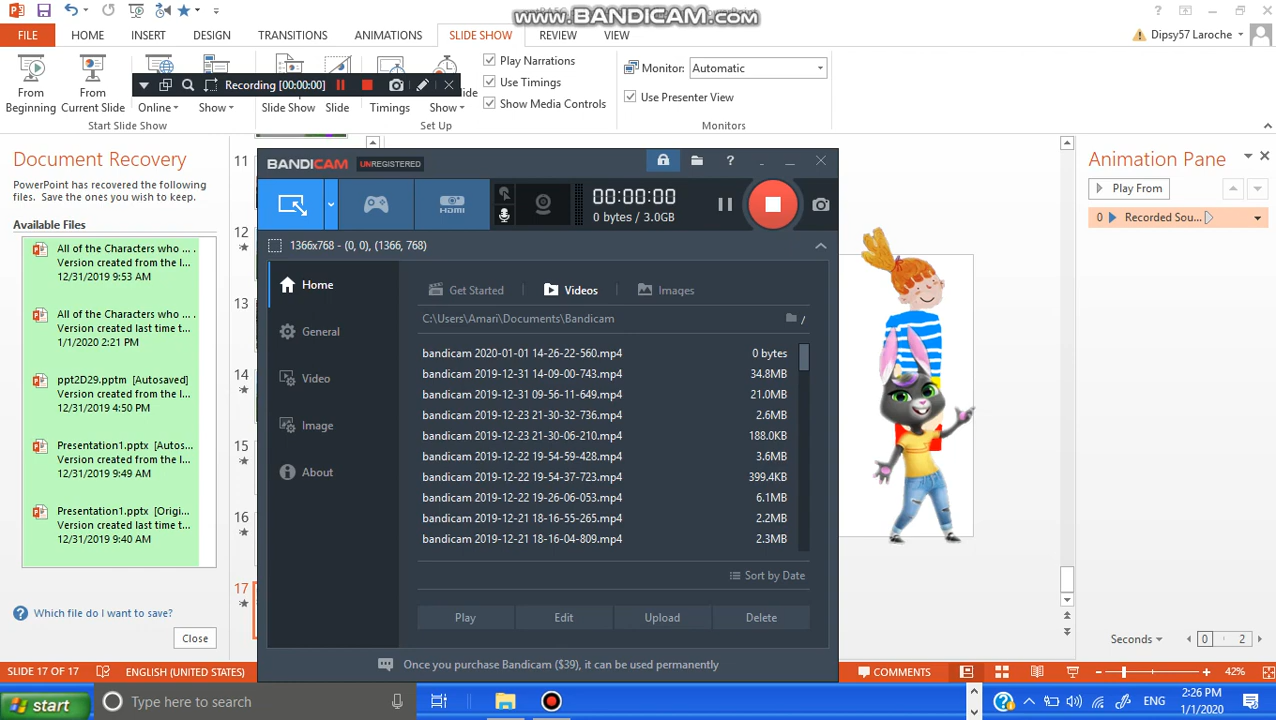 www.BANDICAM.com
FILE HOME INSERT DESIGN TRANSITIONS ANIMATIONS SLIDE SHOW REVIEW VIEW
Dipsy57 Laroche
From Beginning
From Current Slide
Online
Show
Start Slide Show
Recording [00:00:00]
Slide Show
Slide
Timings
Show
Play Narrations
Use Timings
Show Media Controls
Set Up
Monitor: Automatic
Use Presenter View
Monitors
Document Recovery
PowerPoint has recovered the following
files. Save the ones you wish to keep.
Available Files
All of the Characters who ...
Version created from the l...
12/31/2019 9:53 AM
All of the Characters who ...
Version created last time t...
1/1/2020 2:21 PM
ppt2D29.pptm [Autosaved]
Version created from the l...
12/31/2019 4:50 PM
Presentation1.pptx [Autos...
Version created from the l...
12/31/2019 9:49 AM
Presentation1.pptx [Origi...
Version created last time t...
12/31/2019 9:40 AM
Which file do I want to save?
Close
11
12
13
14
15
16
17
BANDICAM UNREGISTERED
HDMI
00:00:00
0 bytes / 3.0GB
1366x768 - (0, 0), (1366, 768)
Home
General
Video
Image
About
Get Started
Videos
Images
C:\Users\Amari\Documents\Bandicam
/
bandicam 2020-01-01 14-26-22-560.mp4 0 bytes
bandicam 2019-12-31 14-09-00-743.mp4 34.8MB
bandicam 2019-12-31 09-56-11-649.mp4 21.0MB
bandicam 2019-12-23 21-30-32-736.mp4 2.6MB
bandicam 2019-12-23 21-30-06-210.mp4 188.0KB
bandicam 2019-12-22 19-54-59-428.mp4 3.6MB
bandicam 2019-12-22 19-54-37-723.mp4 399.4KB
bandicam 2019-12-22 19-26-06-053.mp4 6.1MB
bandicam 2019-12-21 18-16-55-265.mp4 2.2MB
bandicam 2019-12-21 18-16-04-809.mp4 2.3MB
Sort by Date
Play Edit Upload Delete
Once you purchase Bandicam ($39), it can be used permanently
Animation Pane
Play From
0 Recorded Sou...
Seconds 0 2
SLIDE 17 OF 17 ENGLISH (UNITED STATES) COMMENTS 42%
start
Type here to search
ENG
2:26 PM
1/1/2020